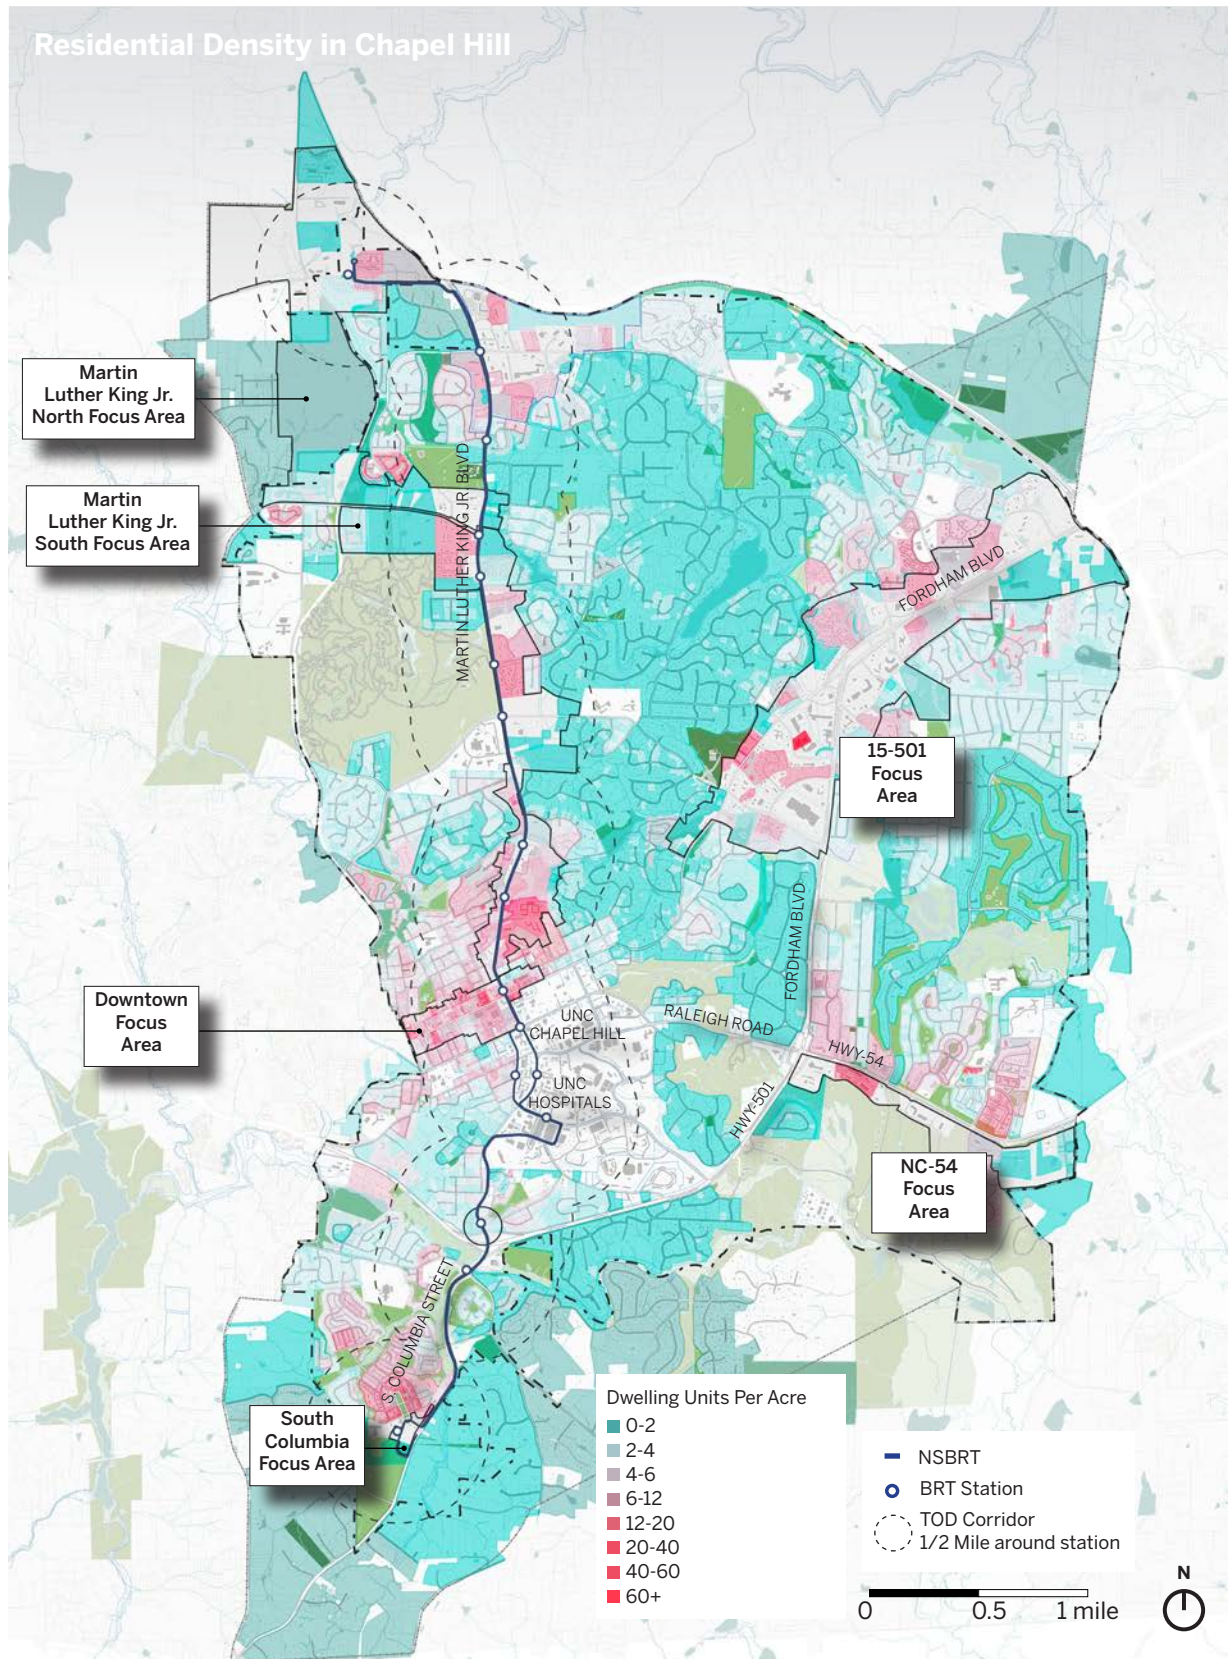 Residential Density in Chapel Hill
Martin
Luther King Jr.
North Focus Area
Martin
Luther King Jr.
South Focus Area
MARTIN LUTHER KING JR. BLVD
FORDHAM BLVD
15-501
Focus
Area
FORDHAM BLVD
Downtown
Focus
Area
UNC
CHAPEL HILL
RALEIGH ROAD
HWY-54
UNC
HOSPITALS
HWY-501
NC-54
Focus
Area
S. COLUMBIA STREET
South
Columbia
Focus Area
Dwelling Units Per Acre
0-2
2-4
4-6
6-12
12-20
20-40
40-60
60+
NSBRT
BRT Station
TOD Corridor
1/2 Mile around station
N
0 0.5 1 mile